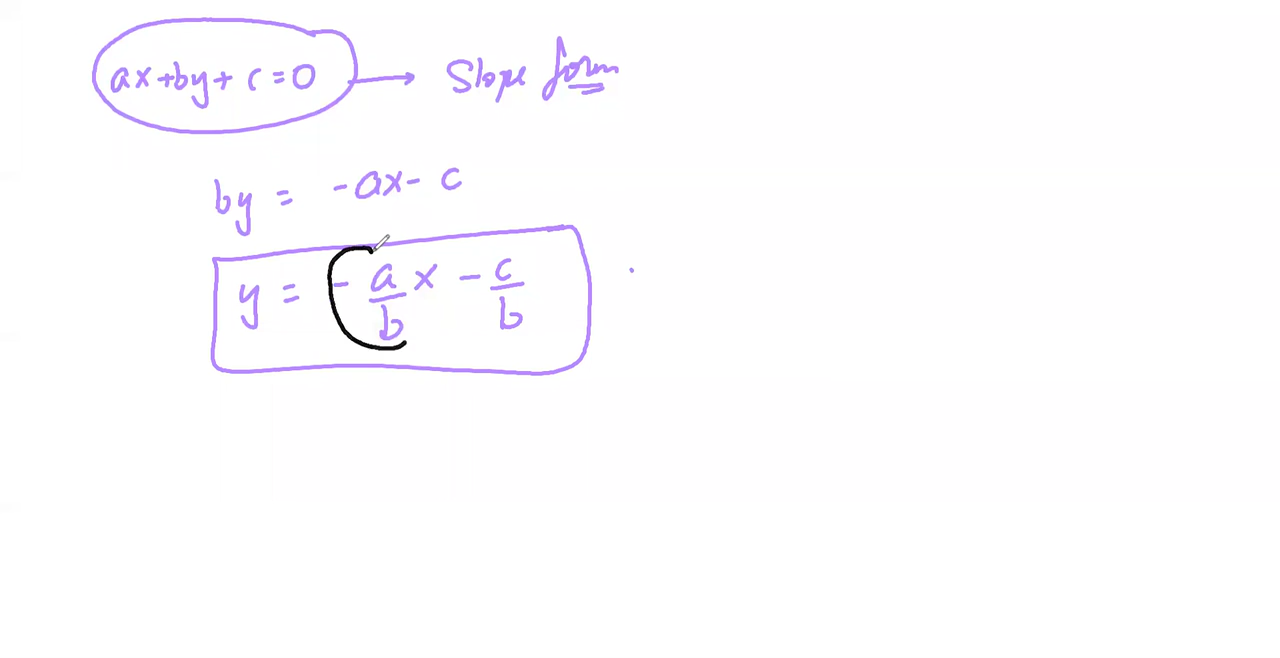 ax+by+c=0 → Slope form
by = -ax-c
y = -a/b x - c/b